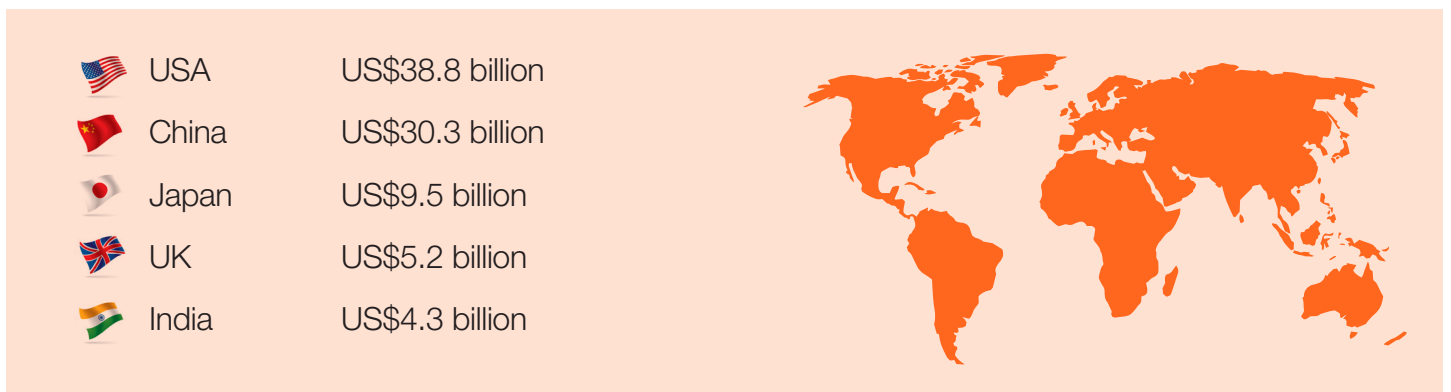 USA US$38.8 billion
China US$30.3 billion
Japan US$9.5 billion
UK US$5.2 billion
India US$4.3 billion